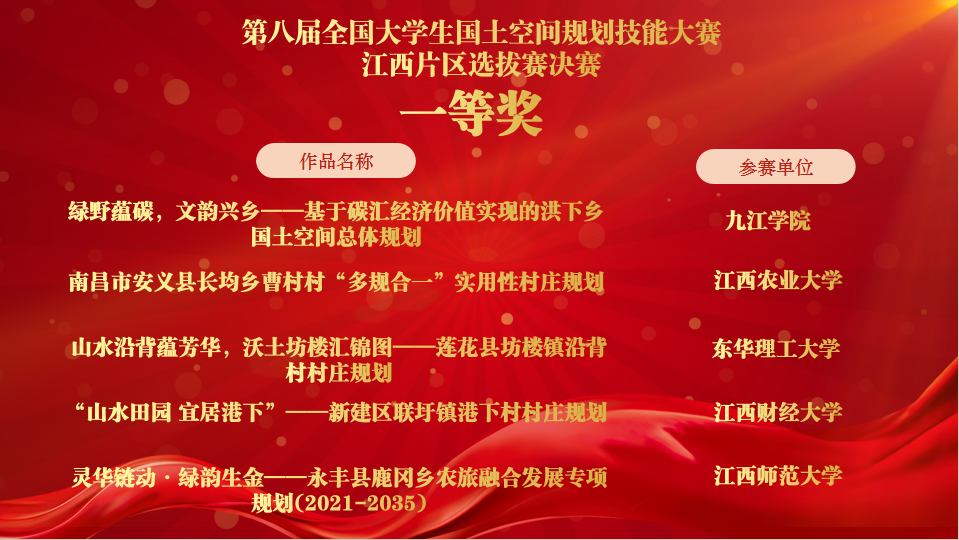 第八届全国大学生国土空间规划技能大赛
江西片区选拔赛决赛
一等奖
作品名称
参赛单位
绿野蕴碳，文韵兴乡——基于碳汇经济价值实现的洪下乡
国土空间总体规划
九江学院
南昌市安义县长均乡曹村村“多规合一”实用性村庄规划
江西农业大学
山水沿背蕴芳华，沃土坊楼汇锦图——莲花县坊楼镇沿背
村村庄规划
东华理工大学
“山水田园 宜居港下”——新建区联圩镇港下村村庄规划
江西财经大学
灵华链动·绿韵生金——永丰县鹿冈乡农旅融合发展专项
规划(2021-2035)
江西师范大学